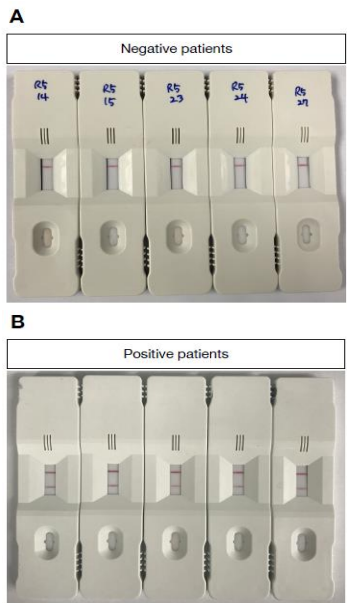 A
Negative patients
R5
14
R5
15
R5
23
R5
24
R5
27
B
Positive patients